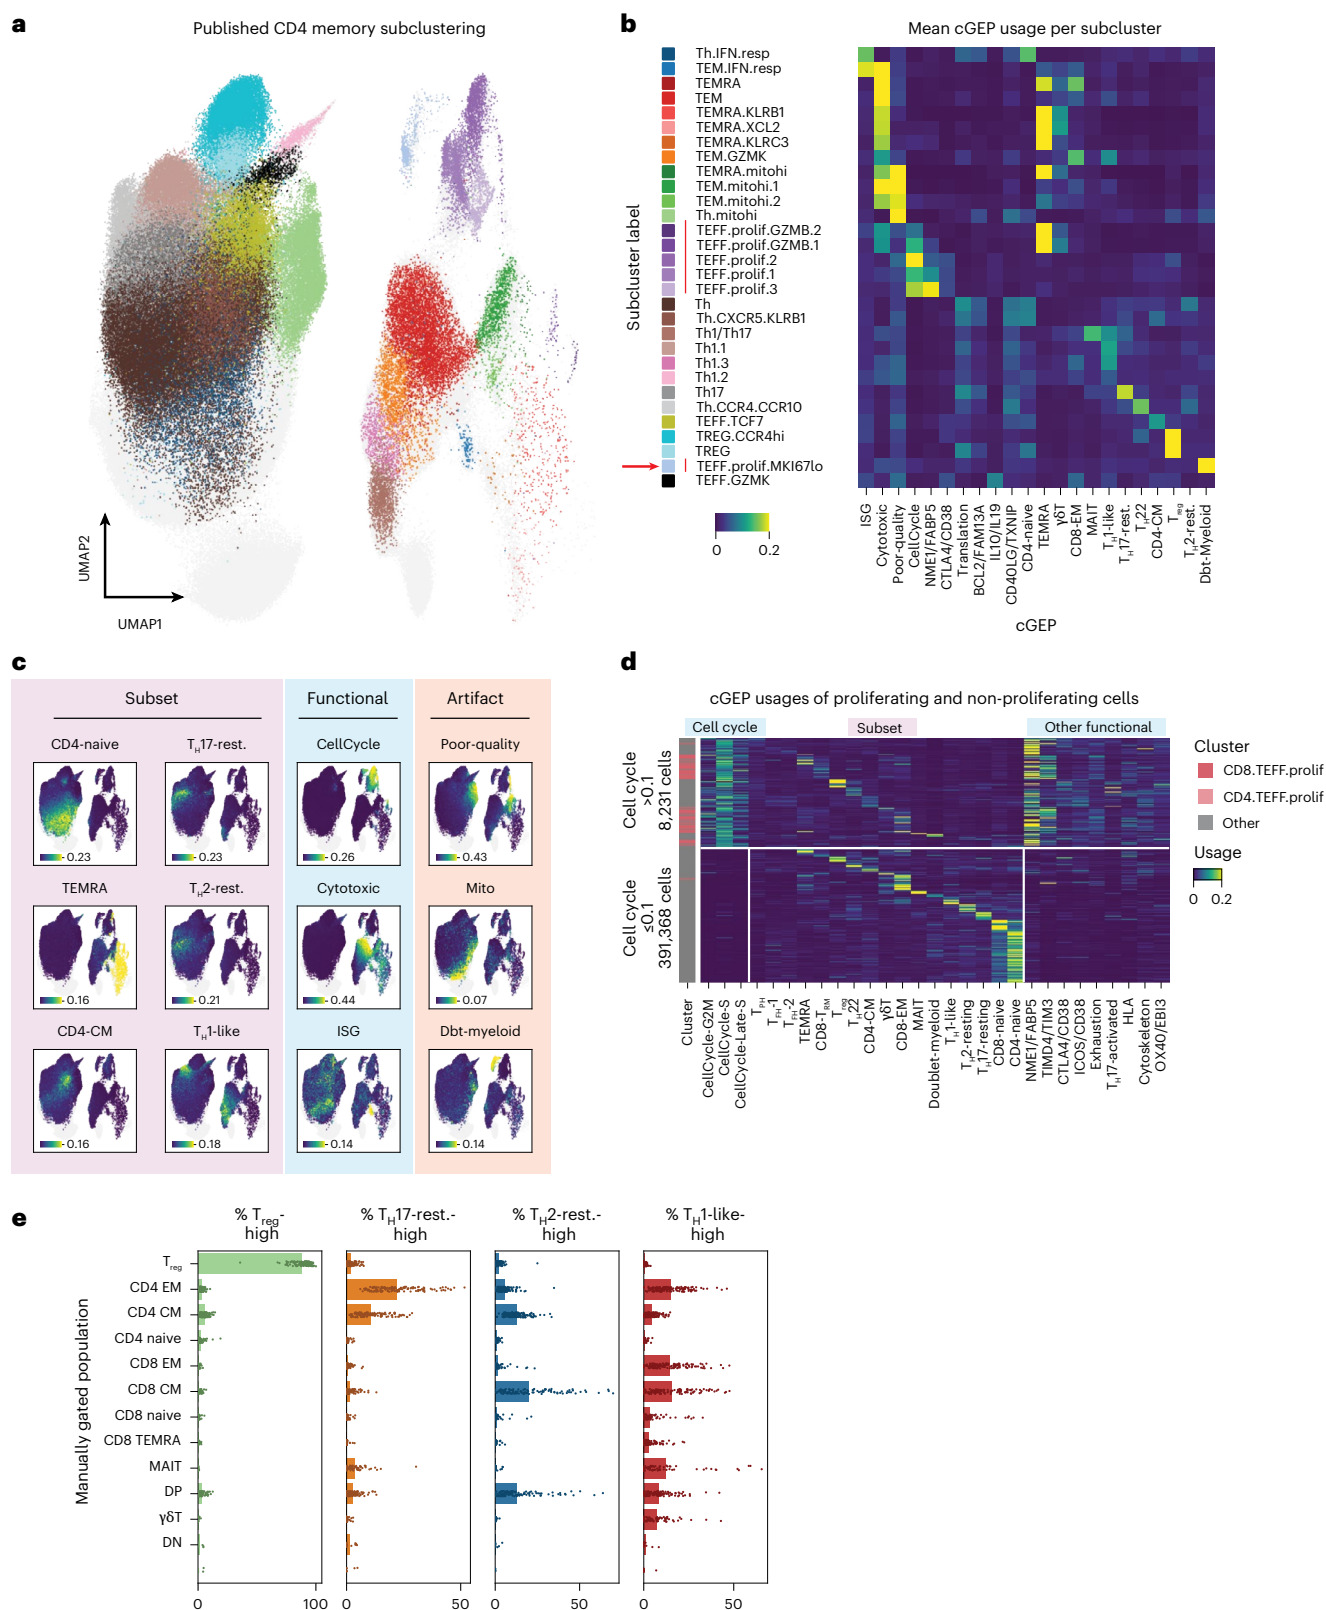 a
Published CD4 memory subclustering
UMAP2
UMAP1
b
Mean cGEP usage per subcluster
Subcluster label
Th.IFN.resp
TEM.IFN.resp
TEMRA
TEM
TEMRA.KLRB1
TEMRA.XCL2
TEMRA.KLRC3
TEM.GZMK
TEMRA.mitohi
TEM.mitohi.1
TEM.mitohi.2
Th.mitohi
TEFF.prolif.GZMB.2
TEFF.prolif.GZMB.1
TEFF.prolif.2
TEFF.prolif.1
TEFF.prolif.3
Th
Th.CXCR5.KLRB1
Th1/Th17
Th1.1
Th1.3
Th1.2
Th17
Th.CCR4.CCR10
TEFF.TCF7
TREG.CCR4hi
TREG
TEFF.prolif.MKI67lo
TEFF.GZMK
0 0.2
ISG
Cytotoxic
Poor-quality
CellCycle
NME1/FABP5
CTLA4/CD38
Translation
BCL2/FAM13A
IL10/IL19
CD40LG/TXNIP
CD4-naive
TEMRA
γδT
CD8-EM
MAIT
TH1-like
TH17-rest.
TH22
CD4-CM
Treg
TH2-rest.
Dbt-Myeloid
cGEP
c
Subset Functional Artifact
CD4-naive TH17-rest. CellCycle Poor-quality
0.23 0.23 0.26 0.43
TEMRA TH2-rest. Cytotoxic Mito
0.16 0.21 0.44 0.07
CD4-CM TH1-like ISG Dbt-myeloid
0.16 0.18 0.14 0.14
d
cGEP usages of proliferating and non-proliferating cells
Cell cycle Subset Other functional
Cell cycle
>0.1
8,231 cells
Cell cycle
≤0.1
391,368 cells
Cluster
CD8.TEFF.prolif
CD4.TEFF.prolif
Other
Usage
0 0.2
Cluster
CellCycle-G2M
CellCycle-S
CellCycle-Late-S
TPH
TFH-1
TFH-2
TEMRA
CD8-TRM
Treg
TH22
CD4-CM
γδT
CD8-EM
MAIT
Doublet-myeloid
TH1-like
TH2-resting
TH17-resting
CD8-naive
CD4-naive
NME1/FABP5
TIMD4/TIM3
CTLA4/CD38
ICOS/CD38
Exhaustion
TH17-activated
HLA
Cytoskeleton
OX40/EBI3
e
% Treg-
high
% TH17-rest.-
high
% TH2-rest.-
high
% TH1-like-
high
Manually gated population
Treg
CD4 EM
CD4 CM
CD4 naive
CD8 EM
CD8 CM
CD8 naive
CD8 TEMRA
MAIT
DP
γδT
DN
0 100 0 50 0 50 0 50